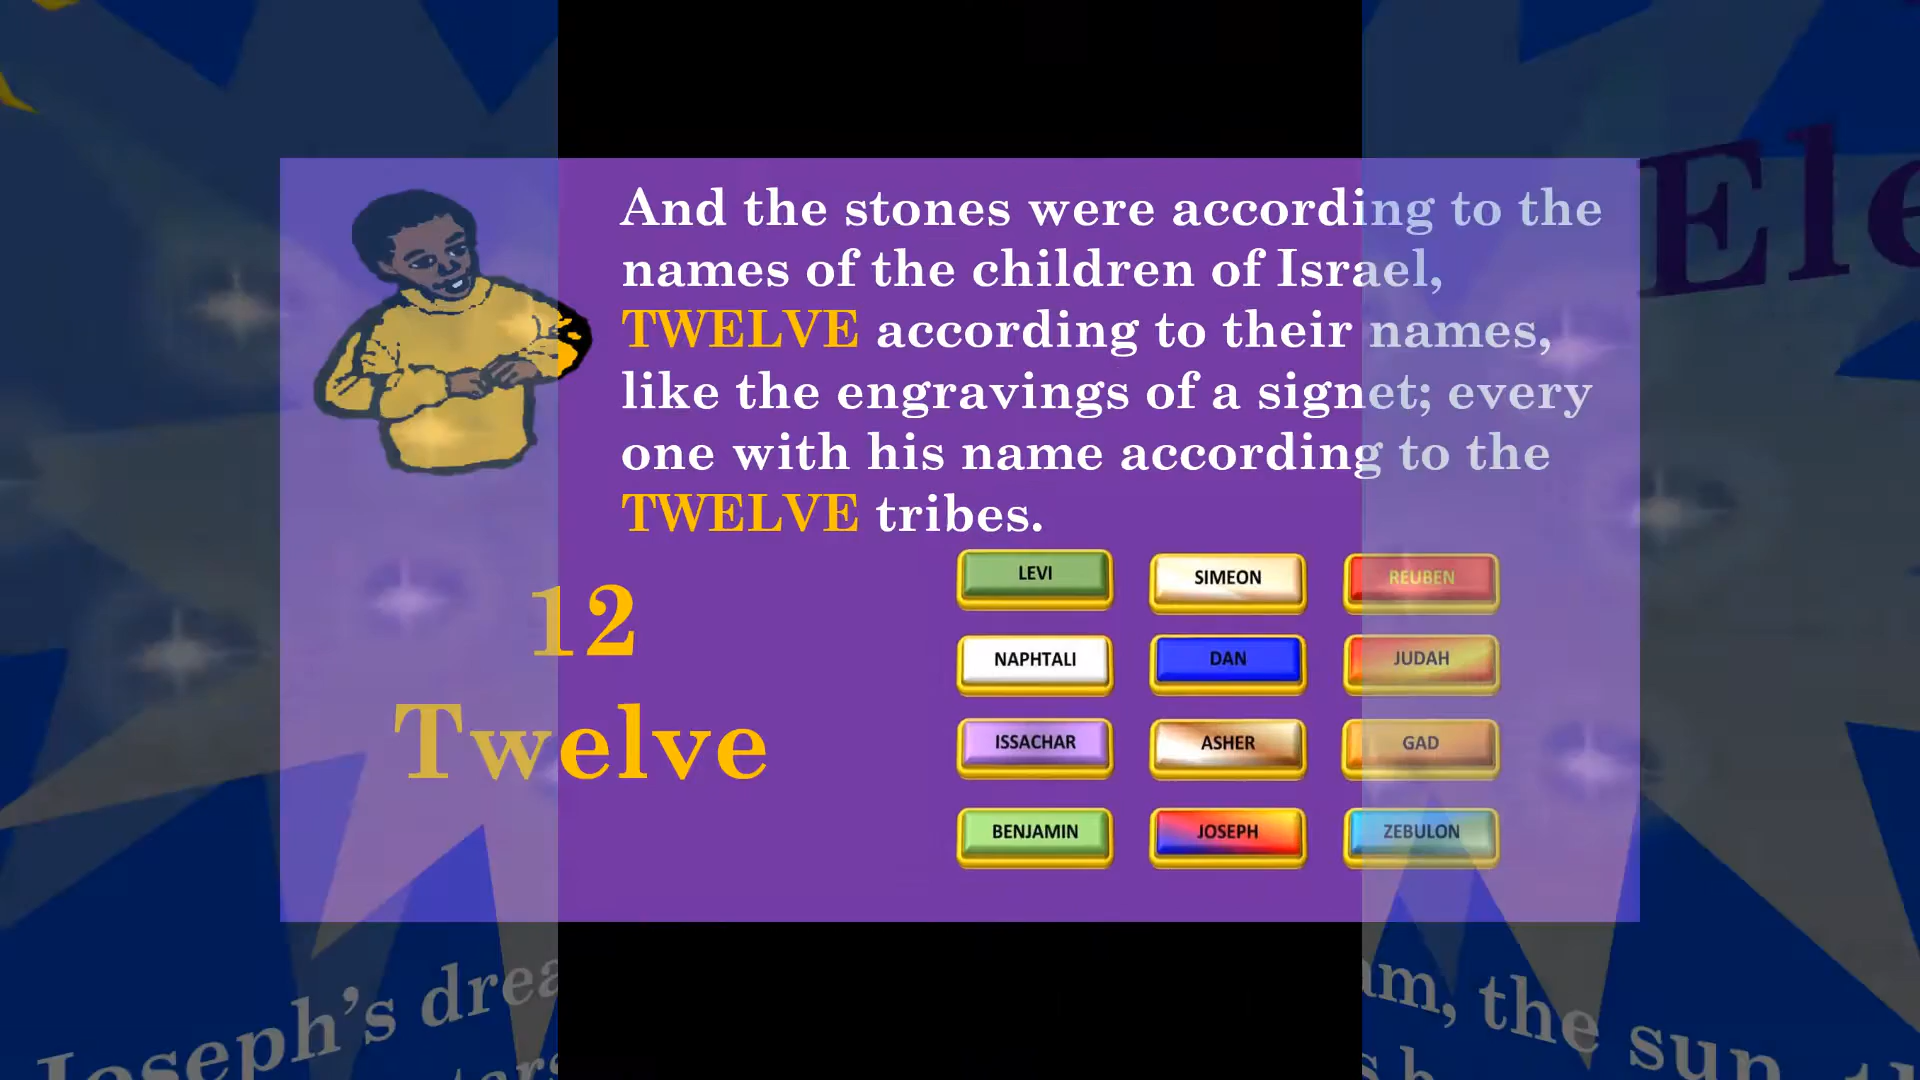 And the stones were according to the
names of the children of Israel,
TWELVE according to their names,
like the engravings of a signet; every
one with his name according to the
TWELVE tribes.
12
Twelve
LEVI SIMEON REUBEN
NAPHTALI DAN JUDAH
ISSACHAR ASHER GAD
BENJAMIN JOSEPH ZEBULON
Ele
Joseph's drea am, the sun,